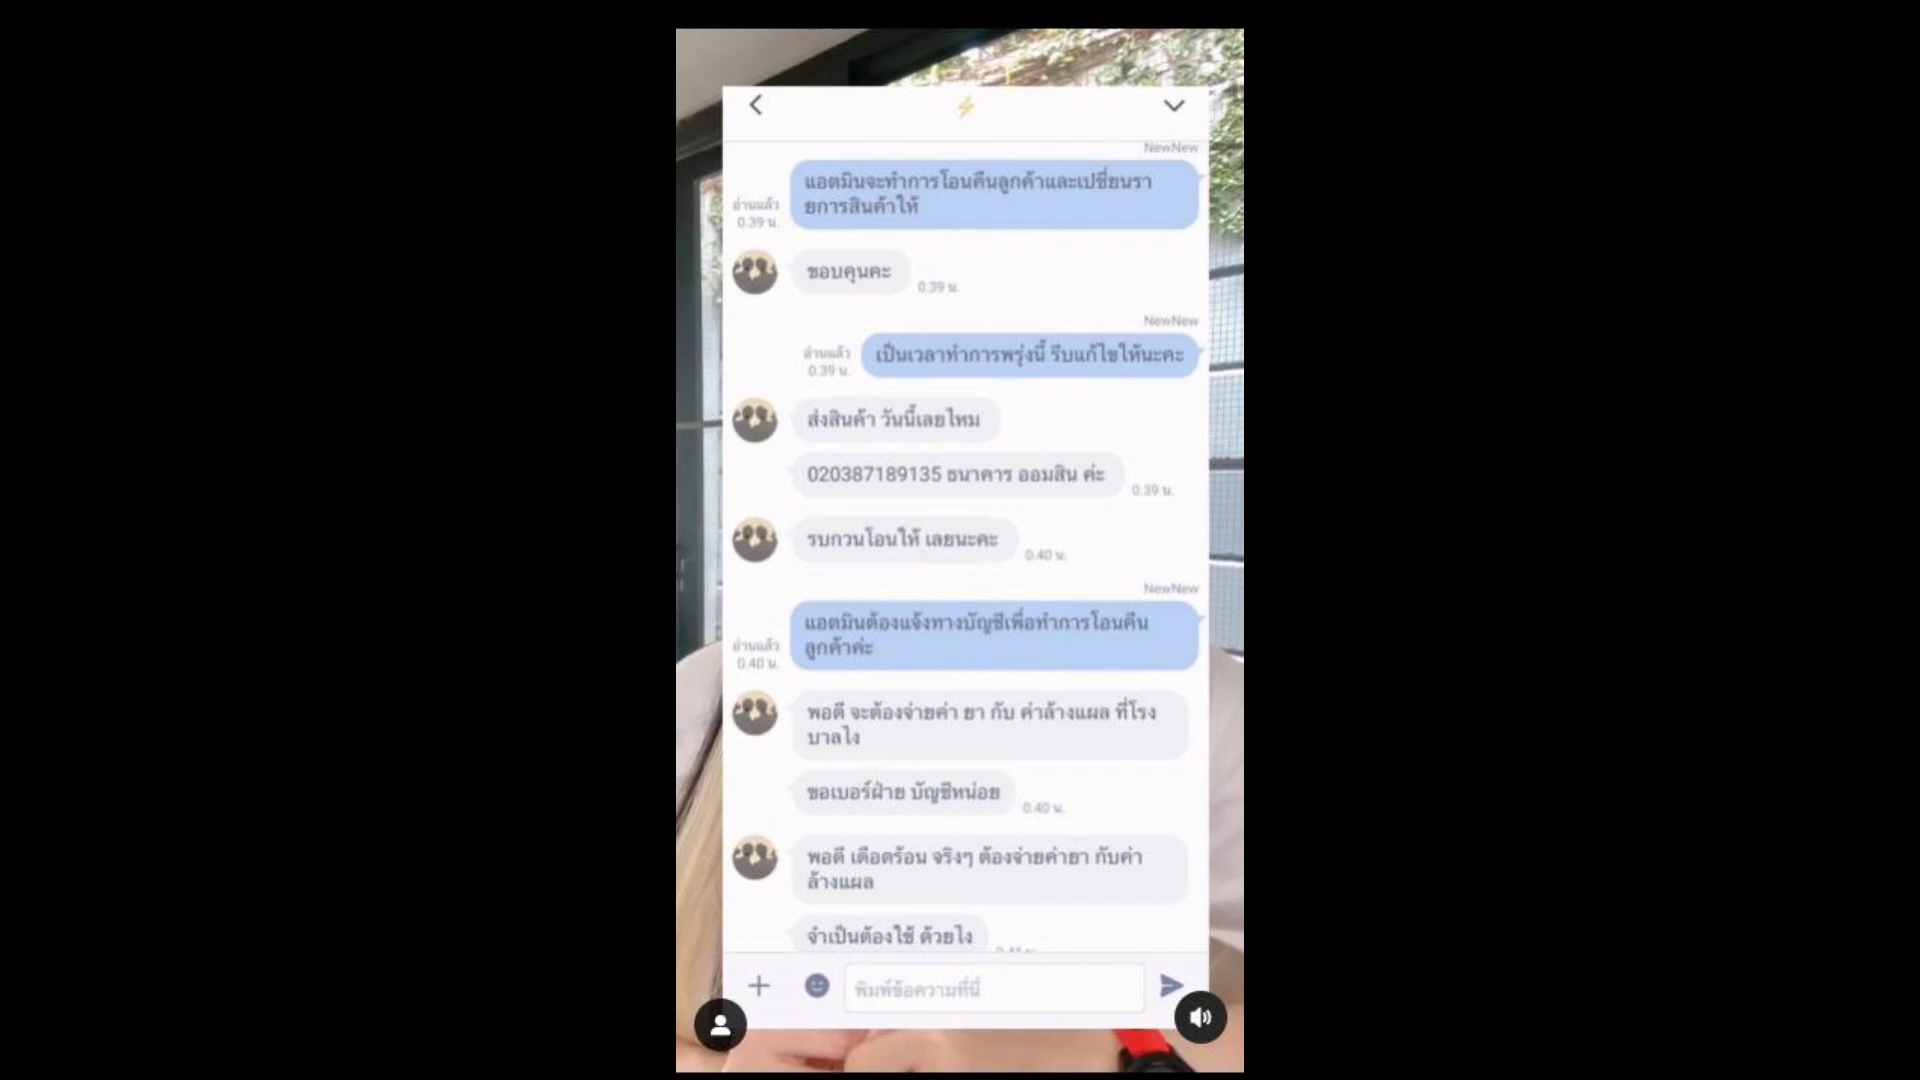 NewNew
แอดมินจะทำการโอนคืนลูกค้าและเปชี่ยนรา
ยการสินค้าให้
อ่านแล้ว
0.39 น.
ขอบคุนคะ
0.39 น.
NewNew
เป็นเวลาทำการพรุ่งนี้ รีบแก้ไขให้นะคะ
อ่านแล้ว
0.39 น.
ส่งสินค้า วันนี้เลยไหม
020387189135 ธนาคาร ออมสิน ค่ะ
0.39 น.
รบกวนโอนให้ เลยนะคะ
0.40 น.
NewNew
แอดมินต้องแจ้งทางบัญชีเพื่อทำการโอนคืน
ลูกค้าค่ะ
อ่านแล้ว
0.40 น.
พอดี จะต้องจ่ายค่า ยา กับ ค่าล้างแผล ที่โรง
บาลไง
ขอเบอร์ฝ่าย บัญชีหน่อย
0.40 น.
พอดี เดือดร้อน จริงๆ ต้องจ่ายค่ายา กับค่า
ล้างแผล
จำเป็นต้องใช้ ด้วยไง
พิมพ์ข้อความที่นี่